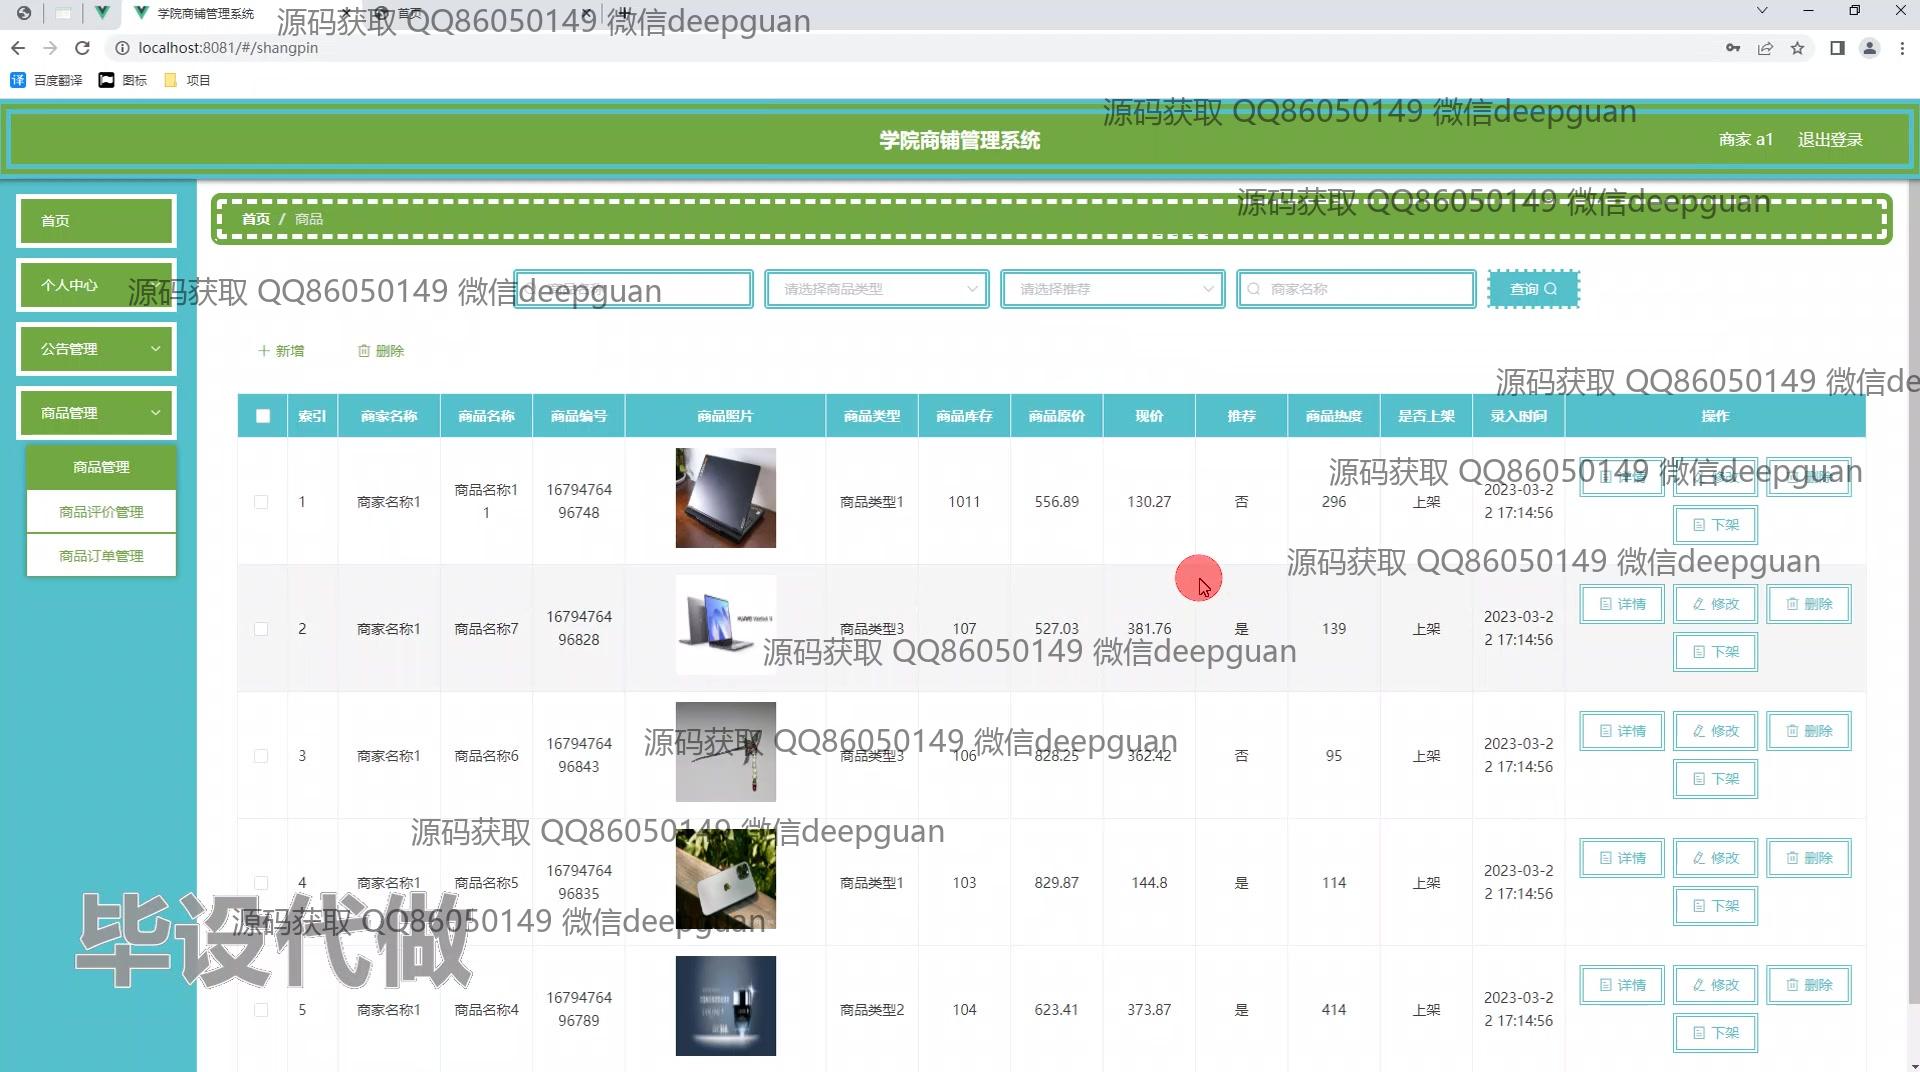 学院商铺管理系统
首页
源码获取 QQ86050149 微信deepguan
localhost:8081/#/shangpin
百度翻译 图标 项目
源码获取 QQ86050149 微信deepguan
学院商铺管理系统 商家 a1 退出登录
源码获取 QQ86050149 微信deepguan
首页 / 商品
首页
个人中心
公告管理
商品管理
商品管理
商品评价管理
商品订单管理
源码获取 QQ86050149 微信deepguan
请选择商品类型 请选择推荐 商家名称 查询
新增 删除
源码获取 QQ86050149 微信de
索引 商家名称 商品名称 商品编号 商品照片 商品类型 商品库存 商品原价 现价 推荐 商品热度 是否上架 录入时间 操作
源码获取 QQ86050149 微信deepguan
1 商家名称1 商品名称11 1679476496748 商品类型1 1011 556.89 130.27 否 296 上架 2023-03-22 17:14:56
下架
源码获取 QQ86050149 微信deepguan
2 商家名称1 商品名称7 1679476496828 商品类型3 107 527.03 381.76 是 139 上架 2023-03-22 17:14:56 详情 修改 删除
下架
源码获取 QQ86050149 微信deepguan
3 商家名称1 商品名称6 1679476496843 商品类型3 106 828.25 362.42 否 95 上架 2023-03-22 17:14:56 详情 修改 删除
下架
源码获取 QQ86050149 微信deepguan
源码获取 QQ86050149 微信deepguan
4 商家名称1 商品名称5 1679476496835 商品类型1 103 829.87 144.8 是 114 上架 2023-03-22 17:14:56 详情 修改 删除
下架
源码获取 QQ86050149 微信deepguan
毕设代做
5 商家名称1 商品名称4 1679476496789 商品类型2 104 623.41 373.87 是 414 上架 2023-03-22 17:14:56 详情 修改 删除
下架